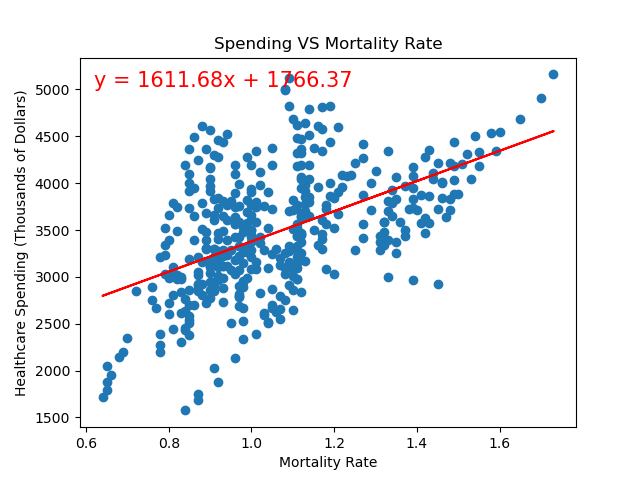 Spending VS Mortality Rate
y = 1611.68x + 1766.37
Healthcare Spending (Thousands of Dollars)
5000
4500
4000
3500
3000
2500
2000
1500
0.6 0.8 1.0 1.2 1.4 1.6
Mortality Rate